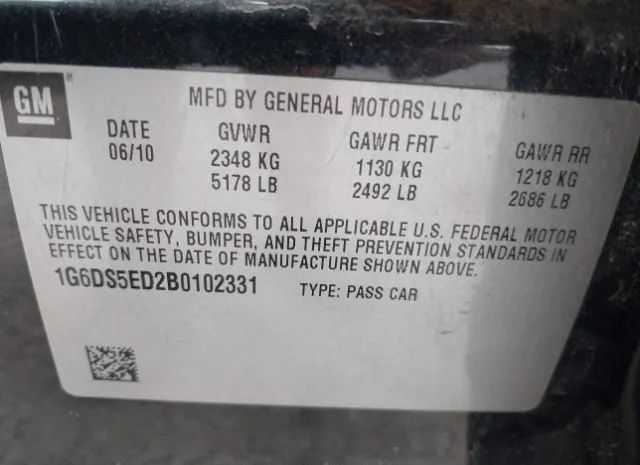 GM ®
MFD BY GENERAL MOTORS LLC
DATE GVWR GAWR FRT GAWR RR
06/10 2348 KG 1130 KG 1218 KG
5178 LB 2492 LB 2686 LB
THIS VEHICLE CONFORMS TO ALL APPLICABLE U.S. FEDERAL MOTOR
VEHICLE SAFETY, BUMPER, AND THEFT PREVENTION STANDARDS IN
EFFECT ON THE DATE OF MANUFACTURE SHOWN ABOVE.
1G6DS5ED2B0102331 TYPE: PASS CAR